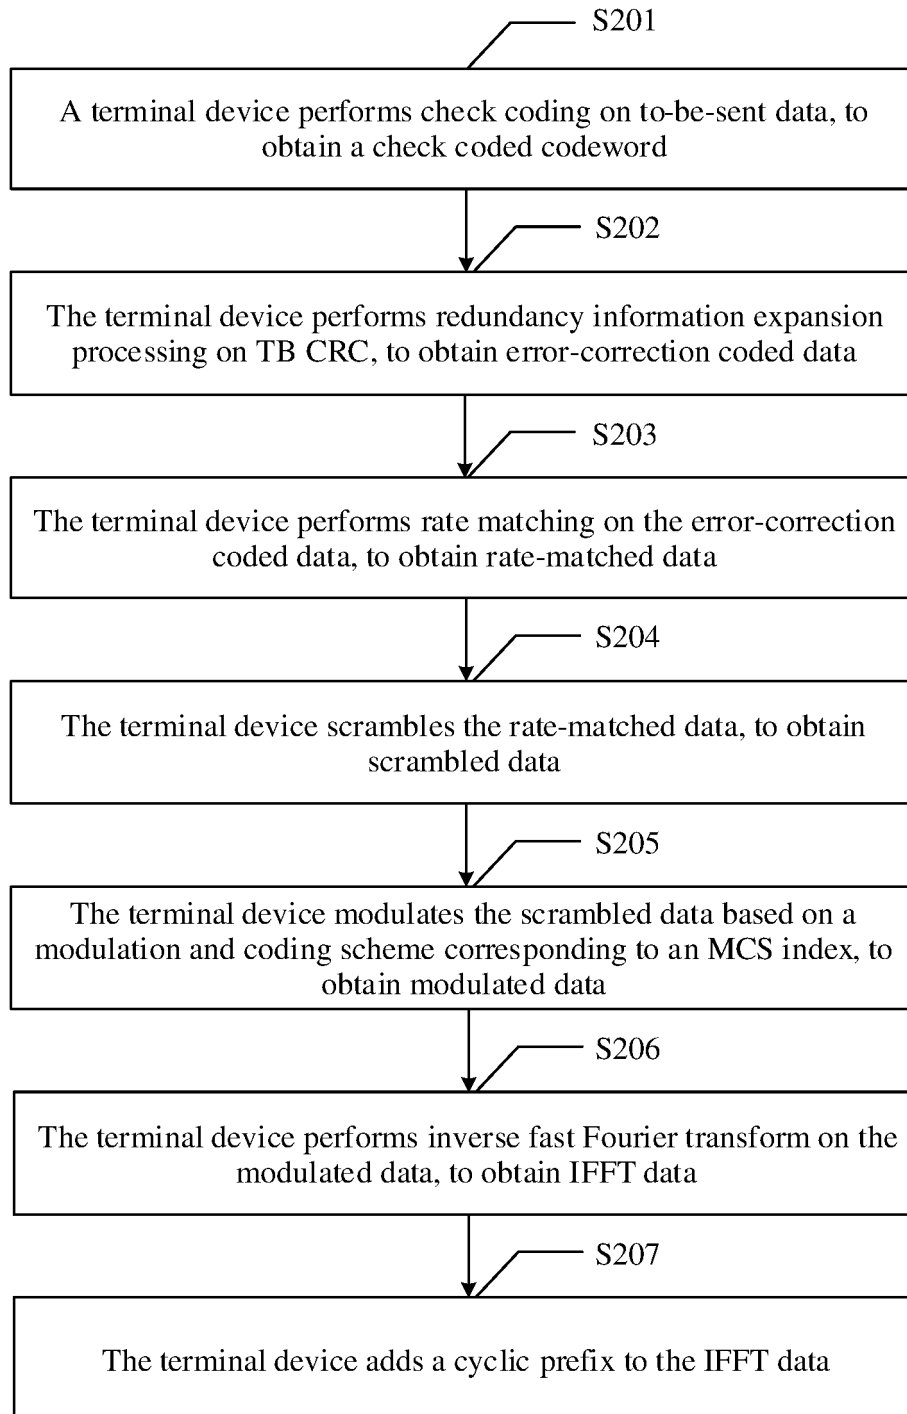 S201
A terminal device performs check coding on to-be-sent data, to
obtain a check coded codeword
S202
The terminal device performs redundancy information expansion
processing on TB CRC, to obtain error-correction coded data
S203
The terminal device performs rate matching on the error-correction
coded data, to obtain rate-matched data
S204
The terminal device scrambles the rate-matched data, to obtain
scrambled data
S205
The terminal device modulates the scrambled data based on a
modulation and coding scheme corresponding to an MCS index, to
obtain modulated data
S206
The terminal device performs inverse fast Fourier transform on the
modulated data, to obtain IFFT data
S207
The terminal device adds a cyclic prefix to the IFFT data